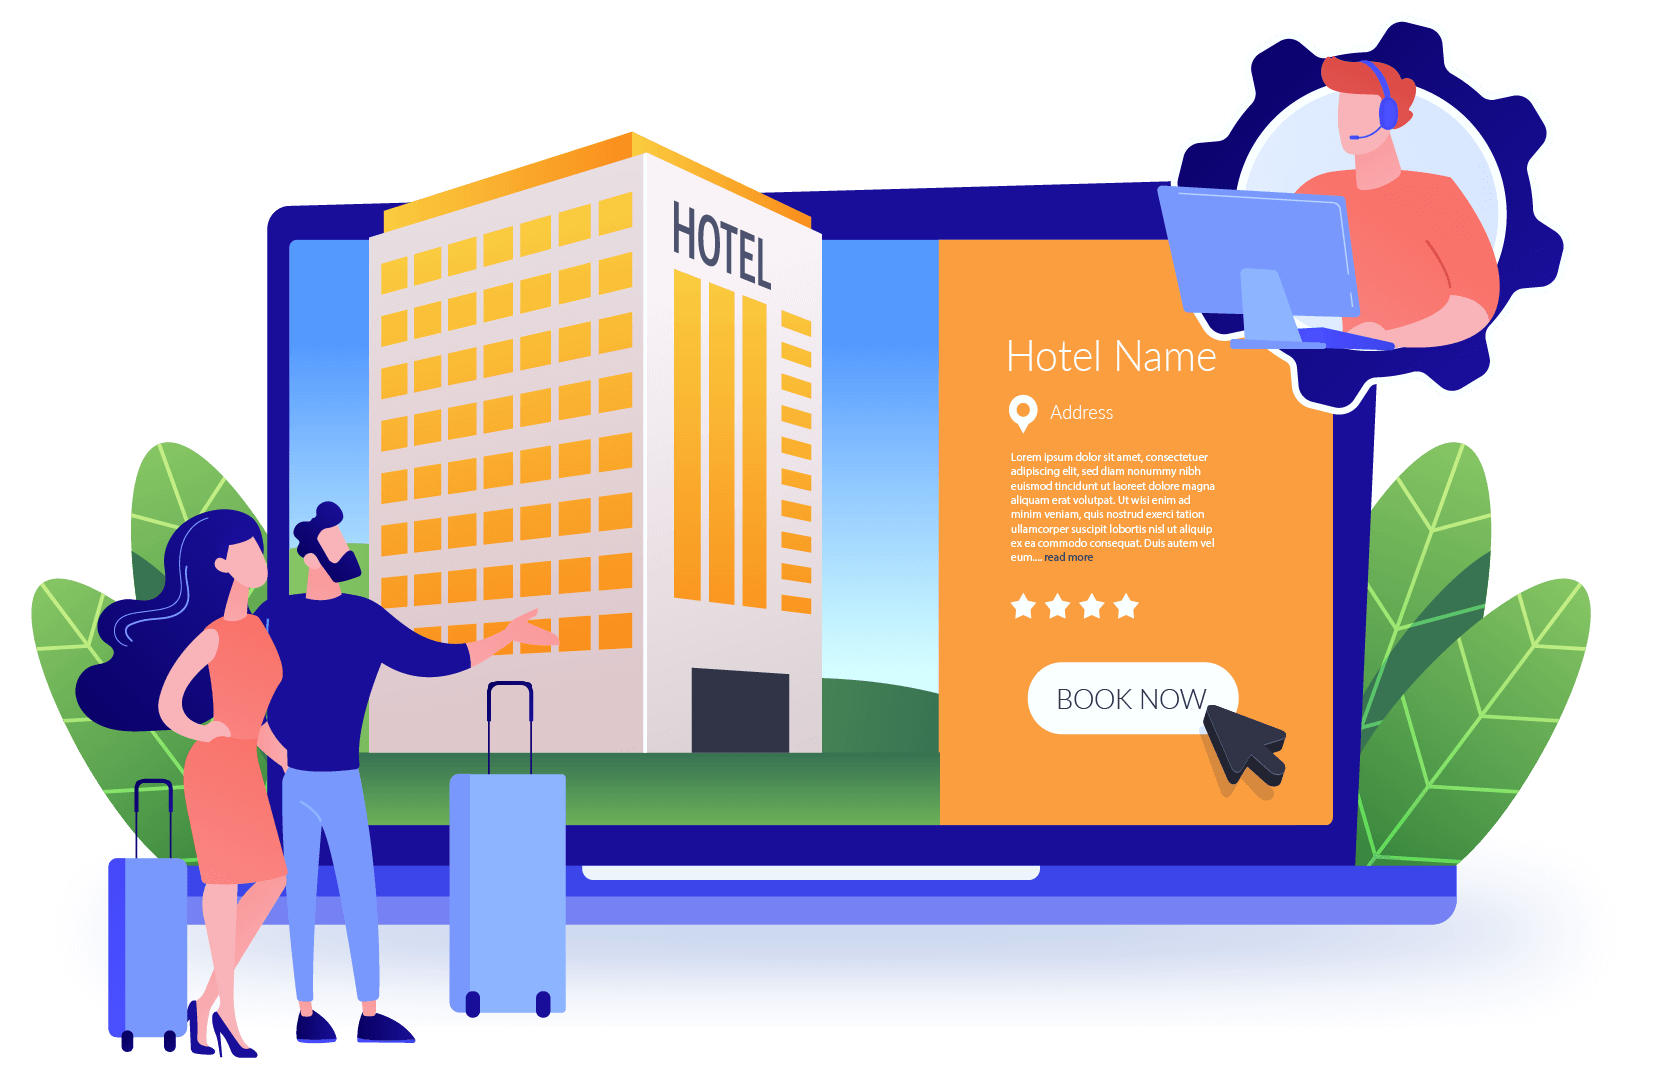 HOTEL
Hotel Name
Address
Lorem ipsum dolor sit amet, consectetuer
adipiscing elit, sed diam nonummy nibh
euismod tincidunt ut laoreet dolore magna
aliquam erat volutpat. Ut wisi enim ad
minim veniam, quis nostrud exerci tation
ullamcorper suscipit lobortis nisl ut aliquip
ex ea commodo consequat. Duis autem vel
eum... read more
BOOK NOW